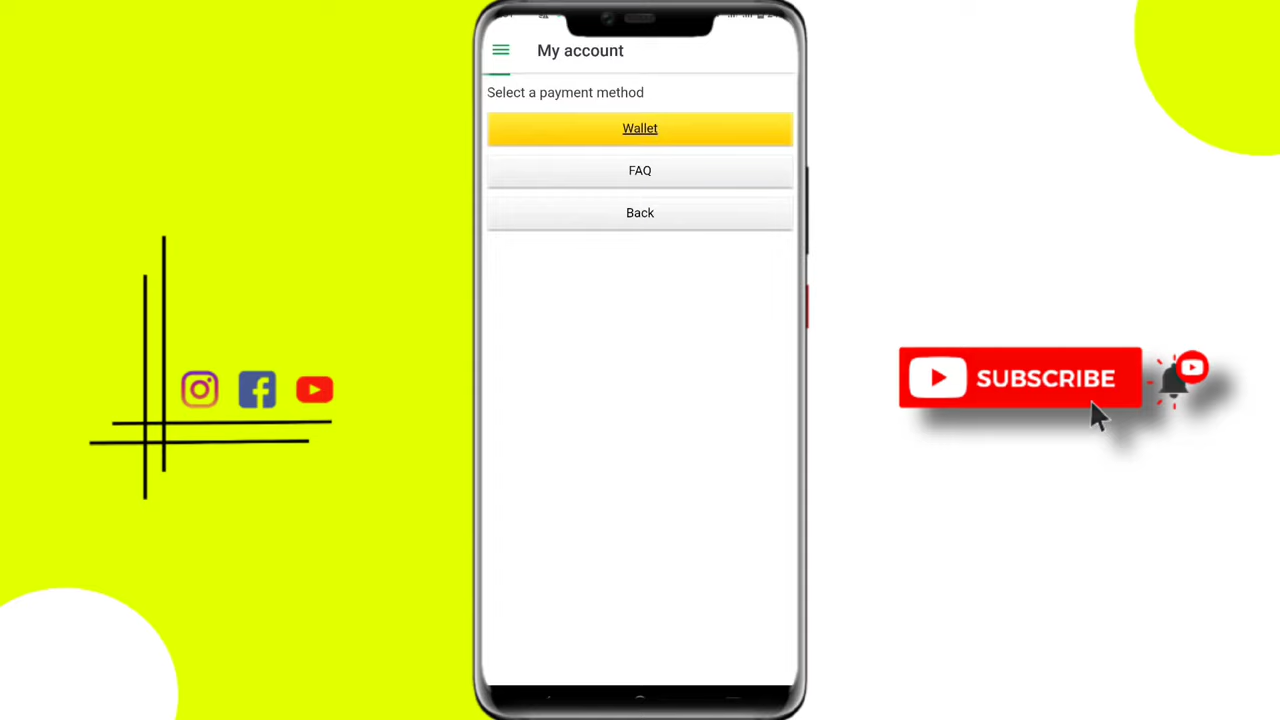 My account
Select a payment method
Wallet
FAQ
Back
SUBSCRIBE